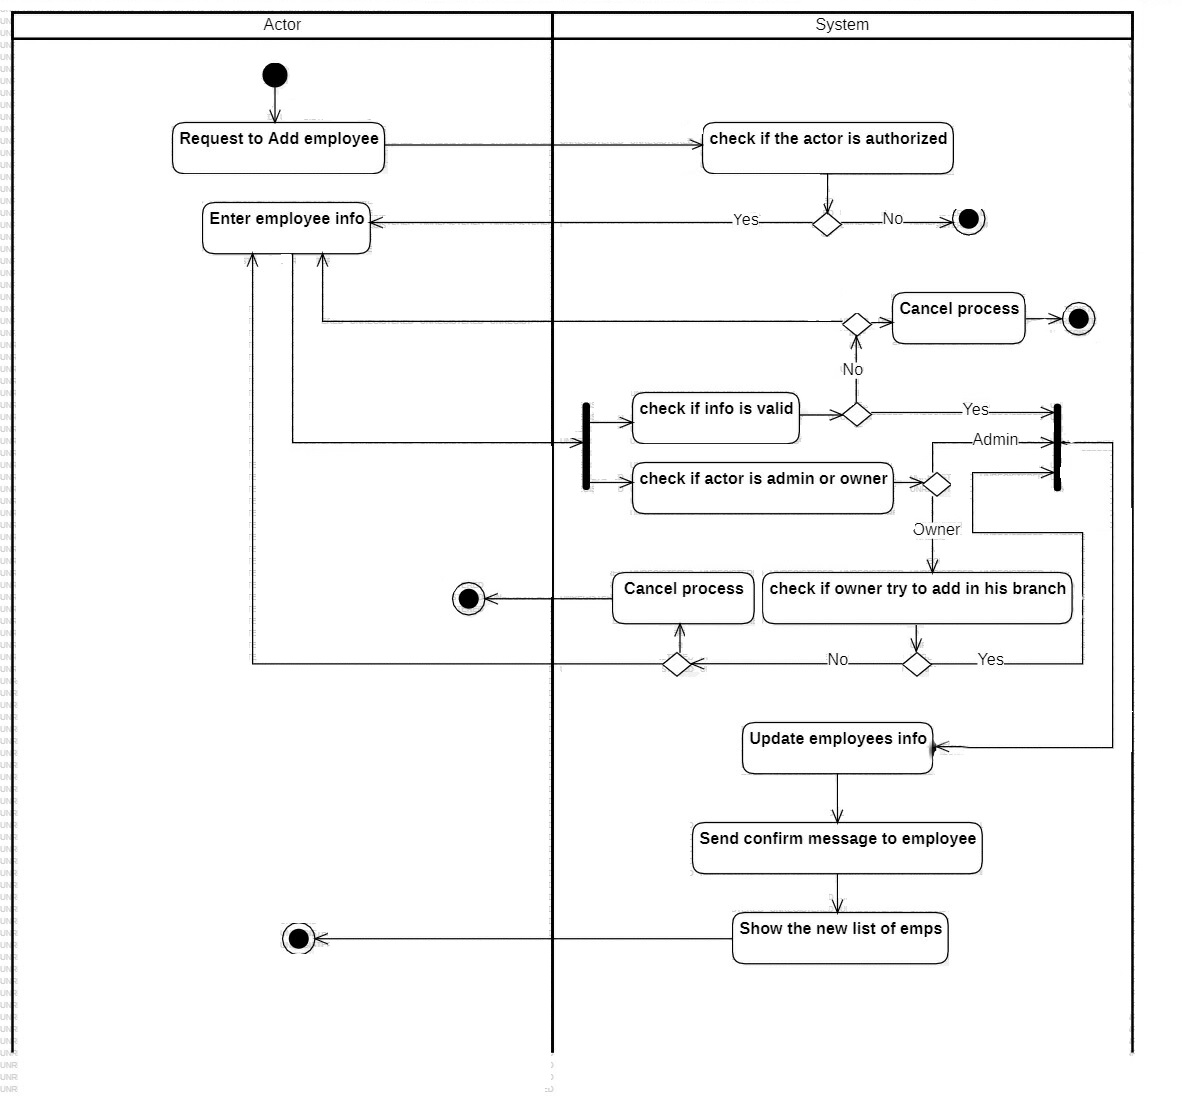 Actor
System
Request to Add employee
check if the actor is authorized
Enter employee info
Yes
No
Cancel process
No
check if info is valid
Yes
Admin
check if actor is admin or owner
Owner
Cancel process
check if owner try to add in his branch
No
Yes
Update employees info
Send confirm message to employee
Show the new list of emps